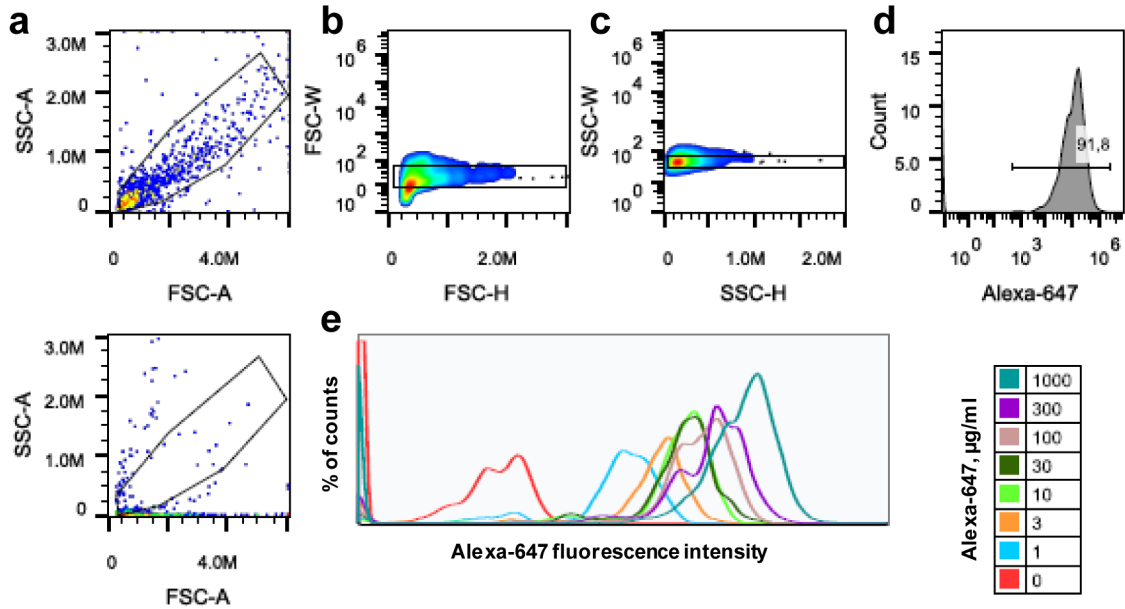 a
3.0M
2.0M
1.0M
0
SSC-A
0 4.0M
FSC-A
b
10^6
10^4
10^2
10^0
10^0
FSC-W
0 2.0M
FSC-H
c
10^6
10^4
10^2
10^0
SSC-W
0 1.0M 2.0M
SSC-H
d
15
10
5.0
0
Count
91,8
10^0 10^3 10^6
Alexa-647
3.0M
2.0M
1.0M
0
SSC-A
0 4.0M
FSC-A
e
% of counts
Alexa-647 fluorescence intensity
Alexa-647, µg/ml
1000
300
100
30
10
3
1
0